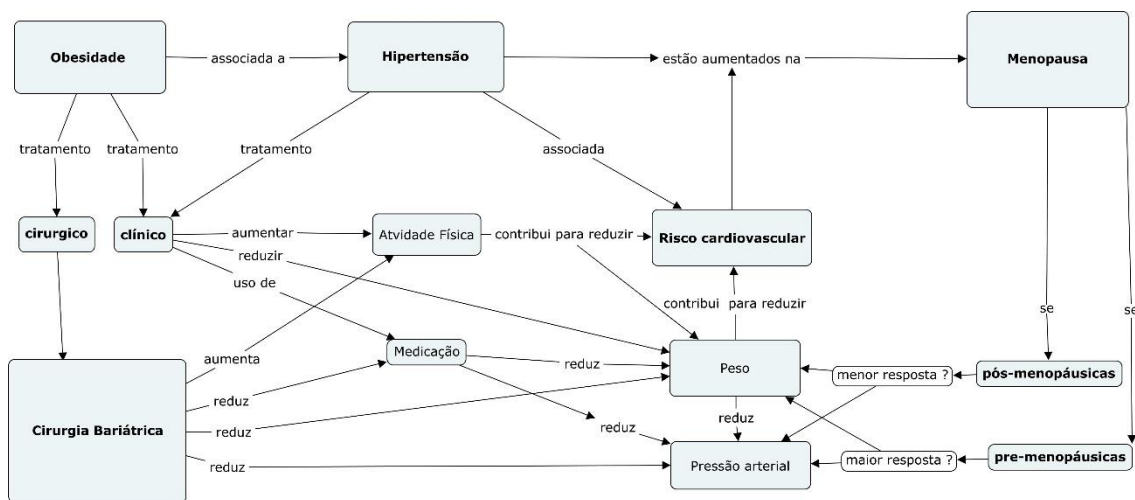 Obesidade
associada a
Hipertensão
estão aumentados na
Menopausa
tratamento
tratamento
tratamento
associada
cirurgico
clínico
aumentar
Atvidade Física
contribui para reduzir
Risco cardiovascular
reduzir
uso de
contribui para reduzir
se
se
aumenta
Medicação
reduz
Peso
menor resposta ?
pós-menopáusicas
reduz
reduz
Cirurgia Bariátrica
reduz
reduz
reduz
reduz
Pressão arterial
maior resposta ?
pre-menopáusicas